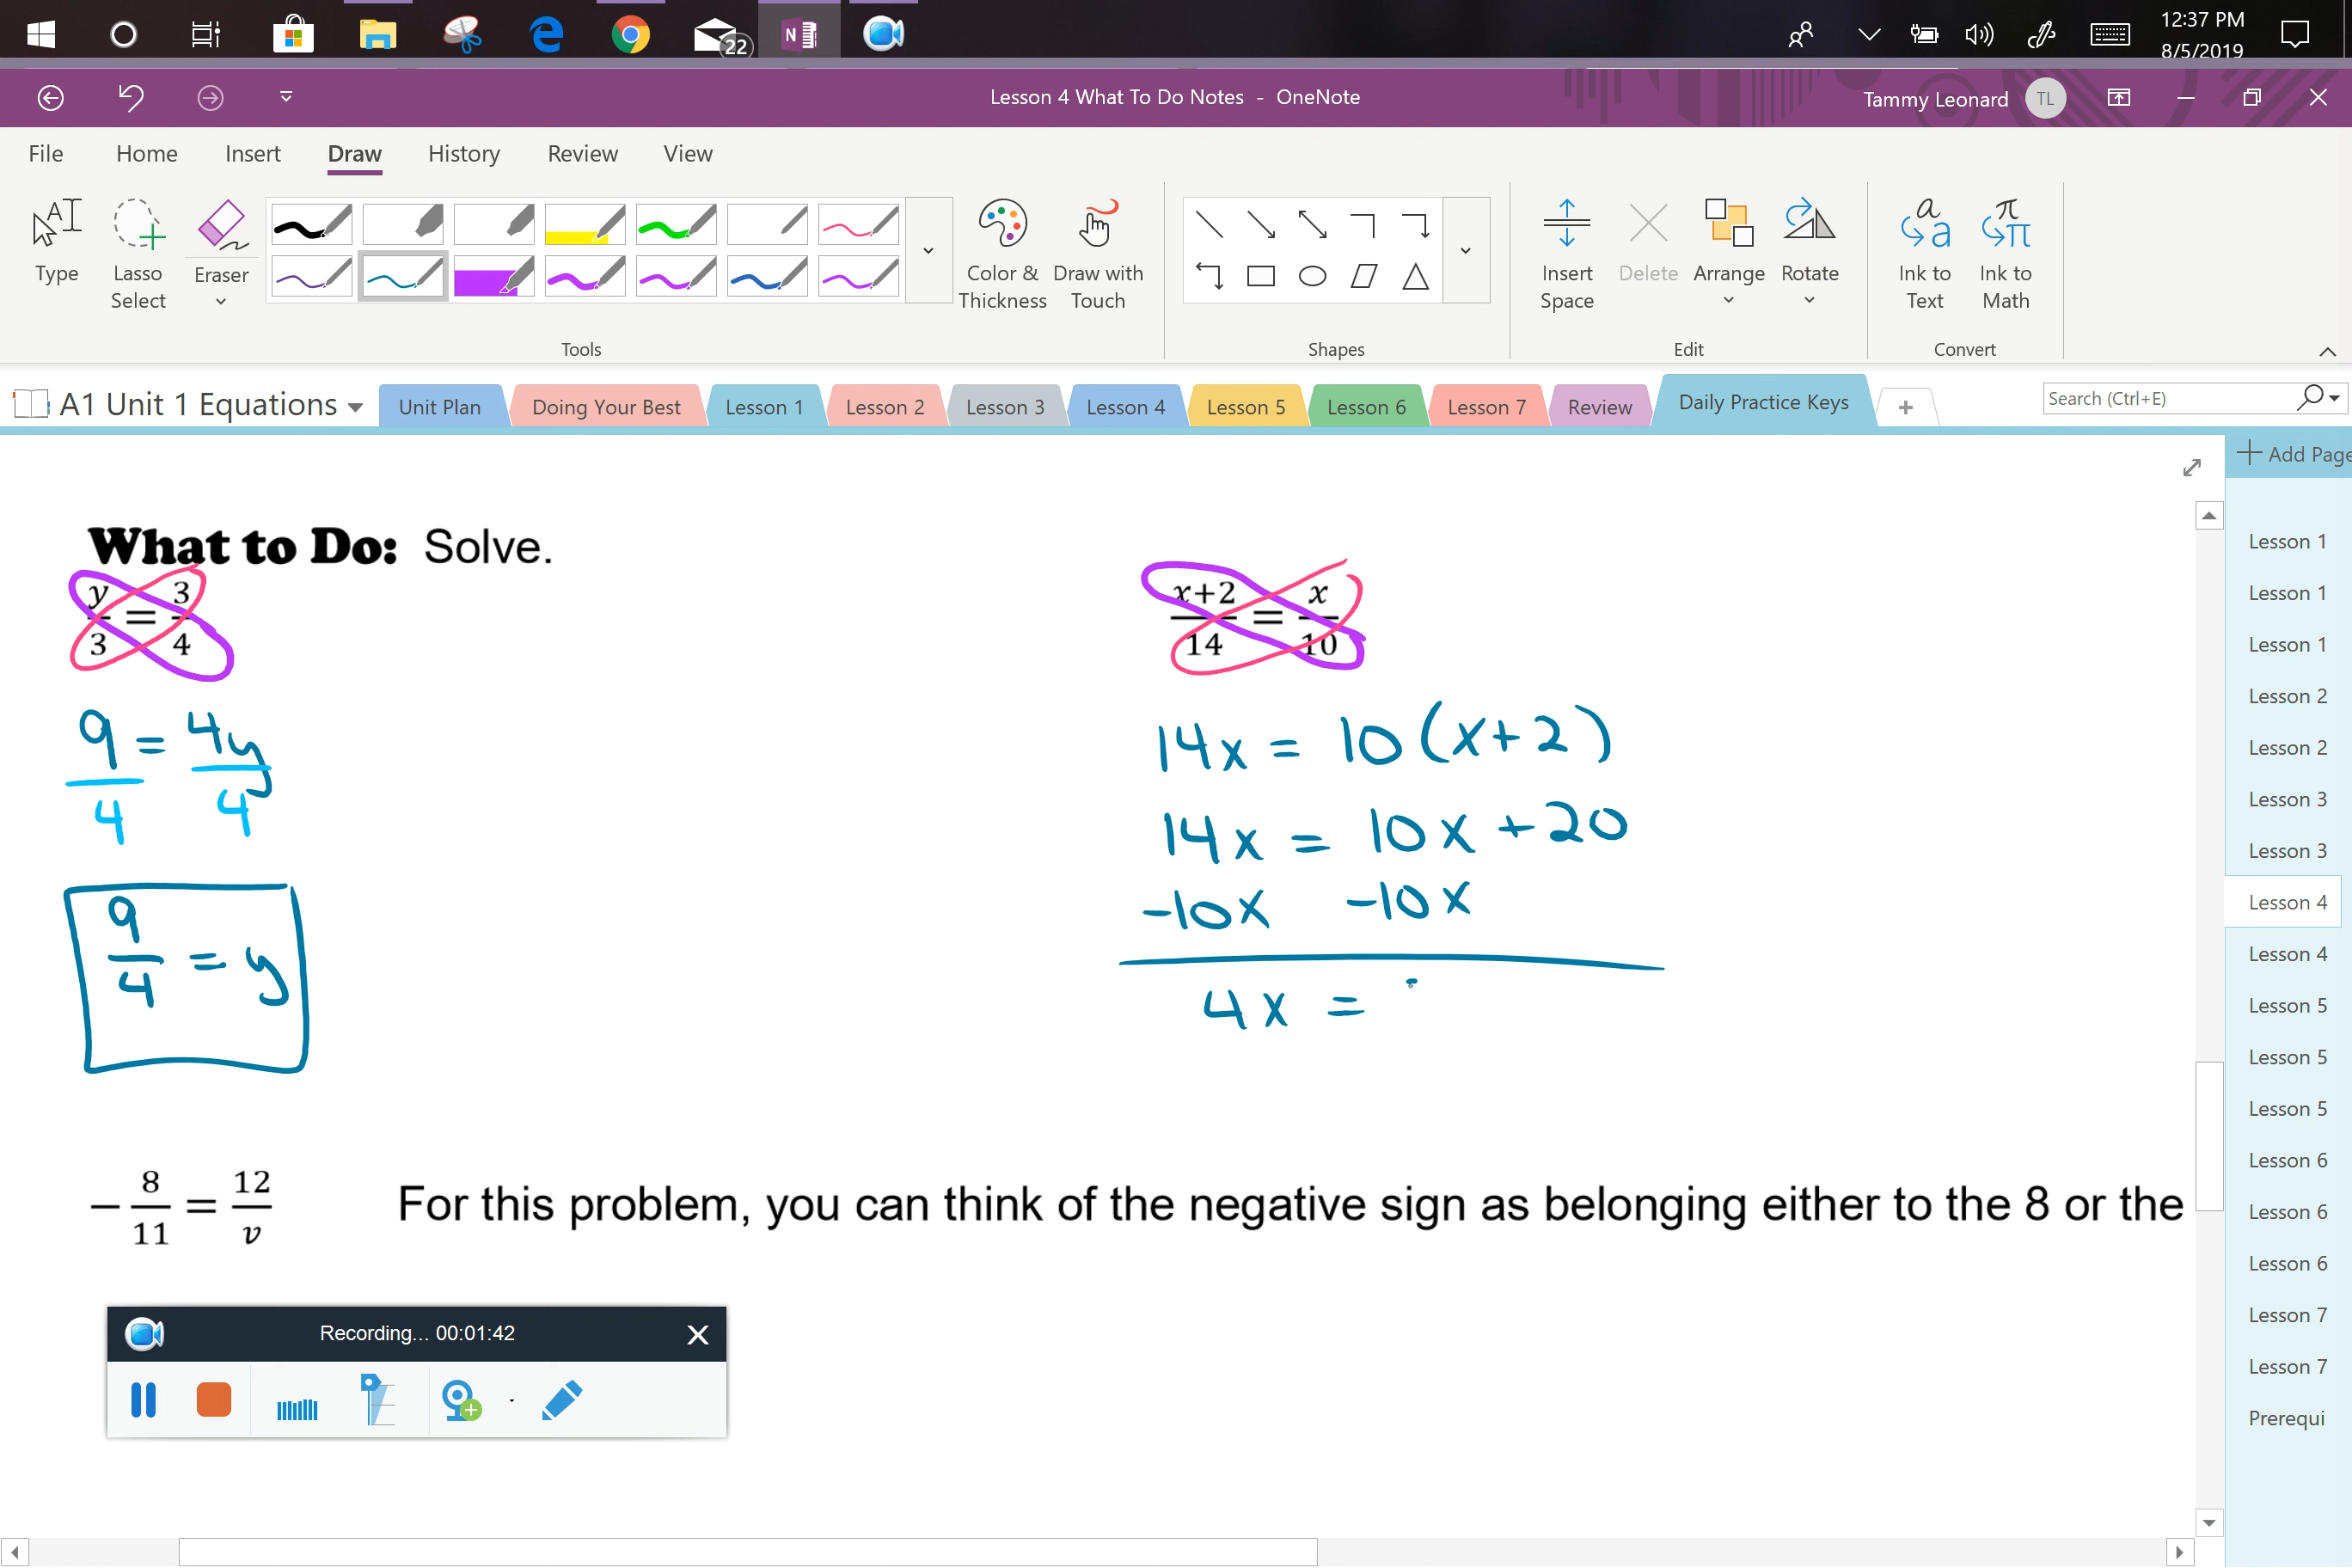 22
12:37 PM
8/5/2019
Lesson 4 What To Do Notes - OneNote
Tammy Leonard TL
File Home Insert Draw History Review View
Type
Lasso Select
Eraser
Color & Thickness
Draw with Touch
Insert Space
Delete
Arrange
Rotate
Ink to Text
Ink to Math
Tools Shapes Edit Convert
A1 Unit 1 Equations Unit Plan Doing Your Best Lesson 1 Lesson 2 Lesson 3 Lesson 4 Lesson 5 Lesson 6 Lesson 7 Review Daily Practice Keys + Search (Ctrl+E)
Add Page
What to Do: Solve.
y/3 = 3/4
9/4 = 4y/4
9/4 = y
x+2/14 = x/10
14x = 10(x+2)
14x = 10x +20
-10x -10x
4x =
-8/11 = 12/v For this problem, you can think of the negative sign as belonging either to the 8 or the
Recording... 00:01:42
Lesson 1
Lesson 1
Lesson 1
Lesson 2
Lesson 2
Lesson 3
Lesson 3
Lesson 4
Lesson 4
Lesson 5
Lesson 5
Lesson 5
Lesson 6
Lesson 6
Lesson 6
Lesson 7
Lesson 7
Prerequi